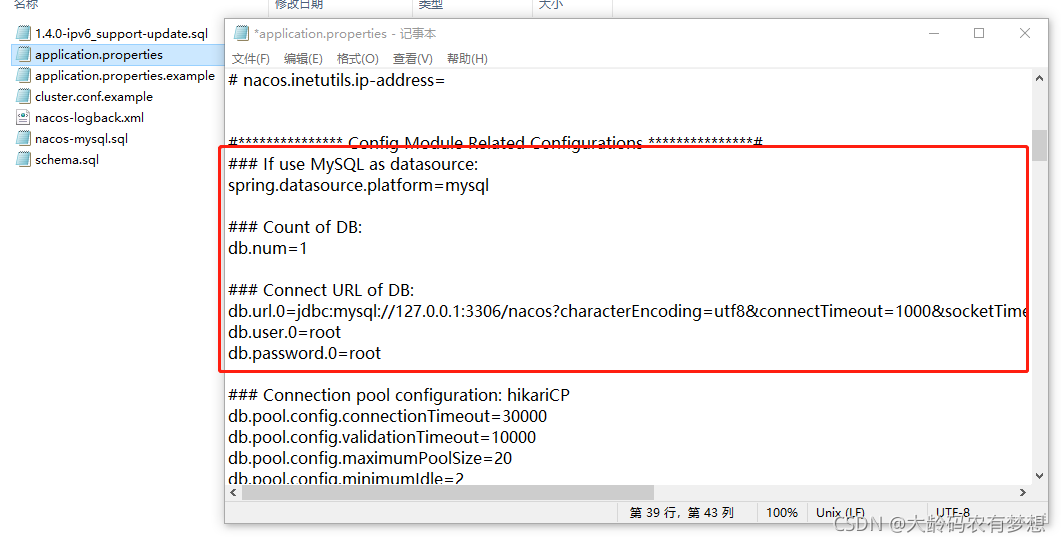 名称 修改日期 类型 大小
1.4.0-ipv6_support-update.sql
application.properties
application.properties.example
cluster.conf.example
nacos-logback.xml
nacos-mysql.sql
schema.sql
*application.properties - 记事本
文件(F) 编辑(E) 格式(O) 查看(V) 帮助(H)
# nacos.inetutils.ip-address=
#*************** Config Module Related Configurations ***************#
### If use MySQL as datasource:
spring.datasource.platform=mysql
### Count of DB:
db.num=1
### Connect URL of DB:
db.url.0=jdbc:mysql://127.0.0.1:3306/nacos?characterEncoding=utf8&connectTimeout=1000&socketTime
db.user.0=root
db.password.0=root
### Connection pool configuration: hikariCP
db.pool.config.connectionTimeout=30000
db.pool.config.validationTimeout=10000
db.pool.config.maximumPoolSize=20
db.pool.config.minimumIdle=2
第 39 行，第 43 列 100% Unix (LF) UTF-8
CSDN @大龄码农有梦想